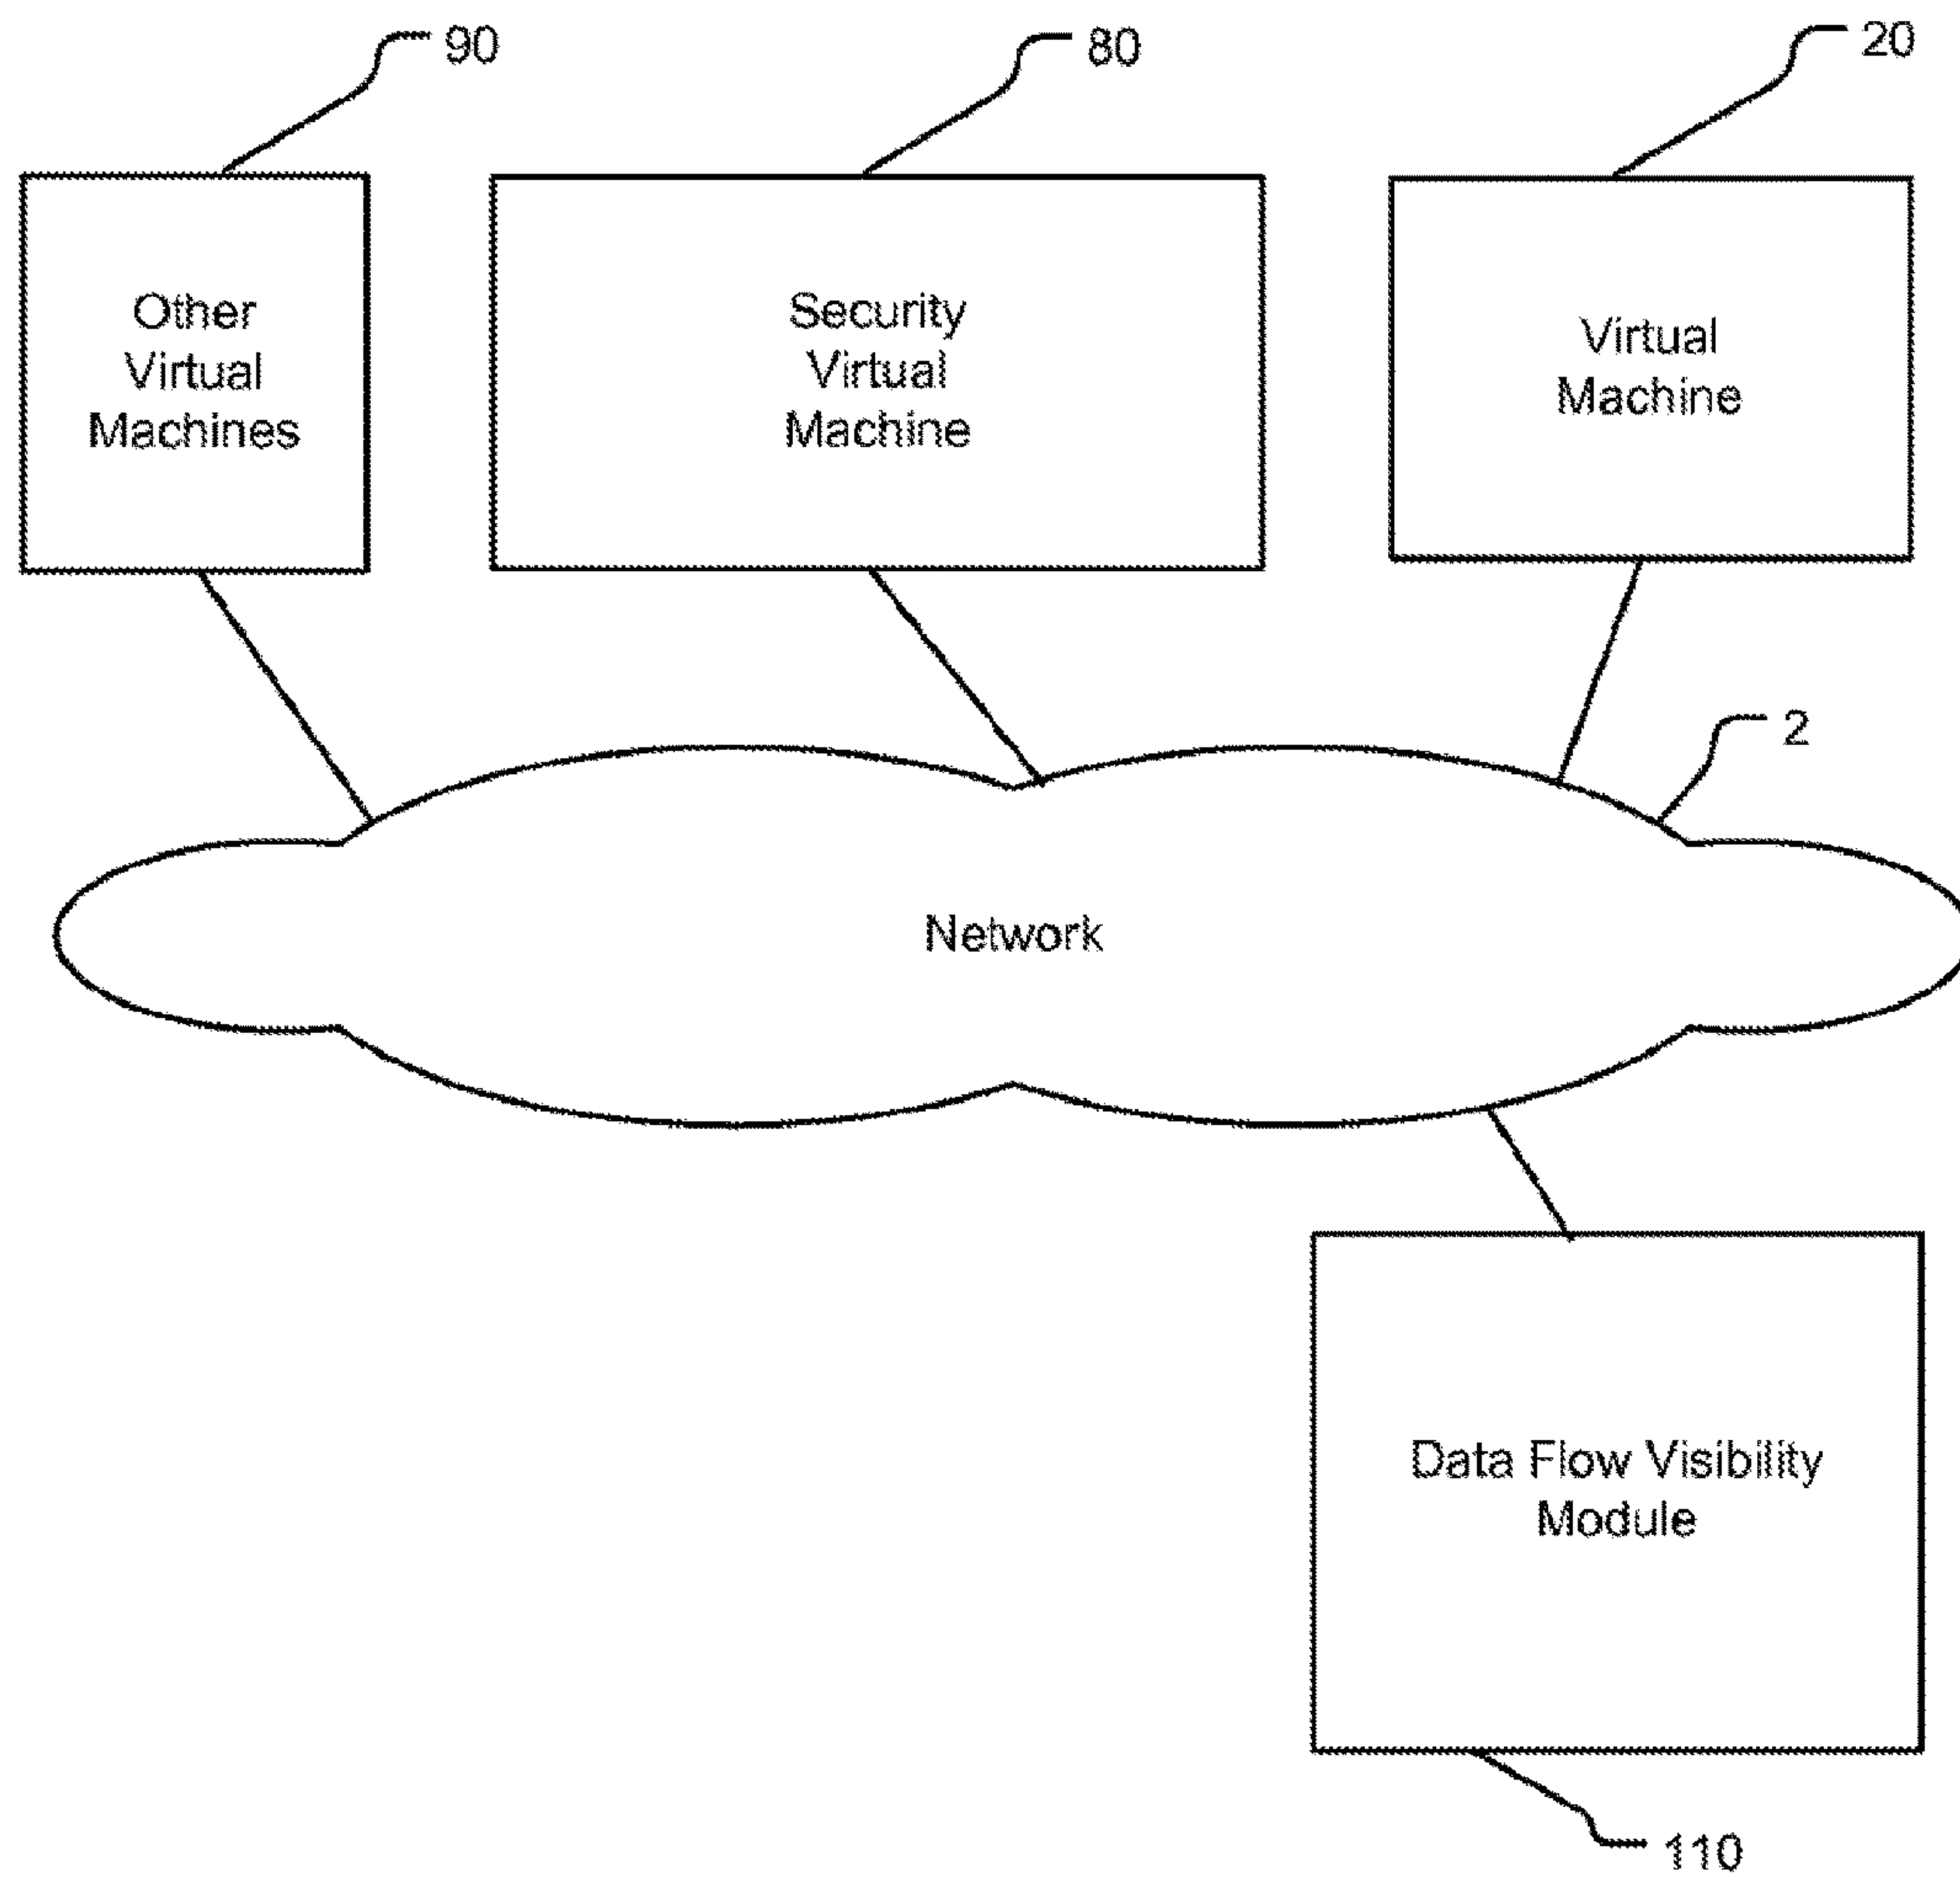 90
80
20
Other
Virtual
Machines
Security
Virtual
Machine
Virtual
Machine
2
Network
Data Flow Visibility
Module
110